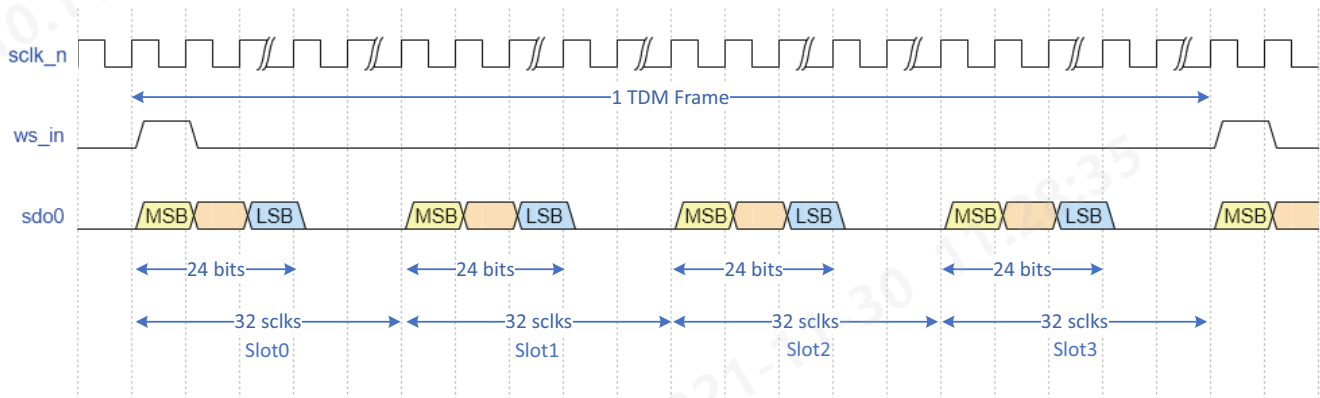 sclk_n
1 TDM Frame
ws_in
sdo0
MSB LSB MSB LSB MSB LSB MSB LSB MSB
24 bits 24 bits 24 bits 24 bits
32 sclks 32 sclks 32 sclks 32 sclks
Slot0 Slot1 Slot2 Slot3